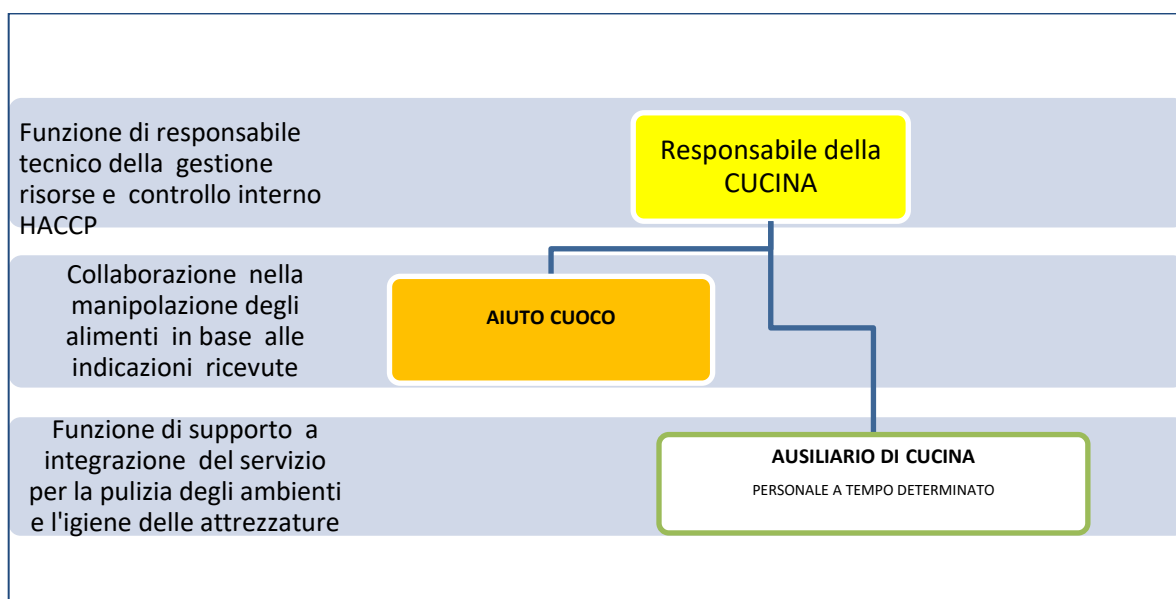 Funzione di responsabile
tecnico della gestione
risorse e controllo interno
HACCP
Responsabile della
CUCINA
Collaborazione nella
manipolazione degli
alimenti in base alle
indicazioni ricevute
AIUTO CUOCO
Funzione di supporto a
integrazione del servizio
per la pulizia degli ambienti
e l'igiene delle attrezzature
AUSILIARIO DI CUCINA
PERSONALE A TEMPO DETERMINATO